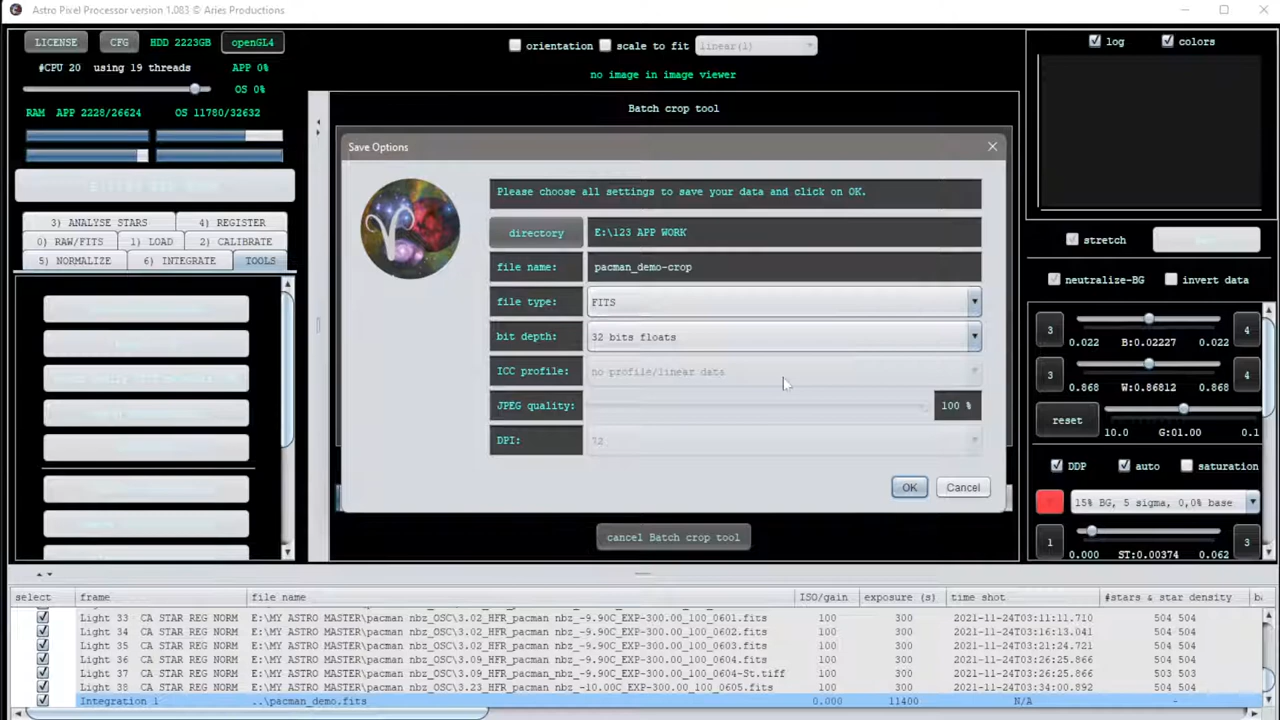 Astro Pixel Processor version 1.083 © Aries Productions
LICENSE CFG HDD 2223GB openGL4
#CPU 20 using 19 threads APP 0%
OS 0%
RAM APP 2228/26624 OS 11780/32632
3) ANALYSE STARS 4) REGISTER
0) RAW/FITS 1) LOAD 2) CALIBRATE
5) NORMALIZE 6) INTEGRATE TOOLS
orientation scale to fit linear(1)
no image in image viewer
Batch crop tool
Save Options
Please choose all settings to save your data and click on OK.
directory E:\123 APP WORK
file name: pacman_demo-crop
file type: FITS
bit depth: 32 bits floats
ICC profile: no profile/linear data
JPEG quality: 100 %
DPI: 72
OK Cancel
cancel Batch crop tool
log colors
stretch
neutralize-BG invert data
3 4
0.022 B:0.02227 0.022
3 4
0.868 W:0.86812 0.868
reset
10.0 G:01.00 0.1
DDP auto saturation
15% BG, 5 sigma, 0,0% base
1 3
0.000 ST:0.00374 0.062
select frame file name ISO/gain exposure (s) time shot #stars & star density
Light 33 CA STAR REG NORM E:\MY ASTRO MASTER\pacman nbz_OSC\3.02_HFR_pacman nbz_-9.90C_EXP-300.00_100_0601.fits 100 300 2021-11-24T03:11:11.710 504 504
Light 34 CA STAR REG NORM E:\MY ASTRO MASTER\pacman nbz_OSC\3.02_HFR_pacman nbz_-9.90C_EXP-300.00_100_0602.fits 100 300 2021-11-24T03:16:13.041 504 504
Light 35 CA STAR REG NORM E:\MY ASTRO MASTER\pacman nbz_OSC\3.02_HFR_pacman nbz_-9.90C_EXP-300.00_100_0603.fits 100 300 2021-11-24T03:21:24.721 504 504
Light 36 CA STAR REG NORM E:\MY ASTRO MASTER\pacman nbz_OSC\3.09_HFR_pacman nbz_-9.90C_EXP-300.00_100_0604.fits 100 300 2021-11-24T03:26:25.866 504 504
Light 37 CA STAR REG NORM E:\MY ASTRO MASTER\pacman nbz_OSC\3.09_HFR_pacman nbz_-9.90C_EXP-300.00_100_0604-St.tiff 100 300 2021-11-24T03:26:25.866 503 503
Light 38 CA STAR REG NORM E:\MY ASTRO MASTER\pacman nbz_OSC\3.23_HFR_pacman nbz_-10.00C_EXP-300.00_100_0605.fits 100 300 2021-11-24T03:34:00.892 504 504
Integration 1 ..\pacman_demo.fits 0.000 11400 N/A -